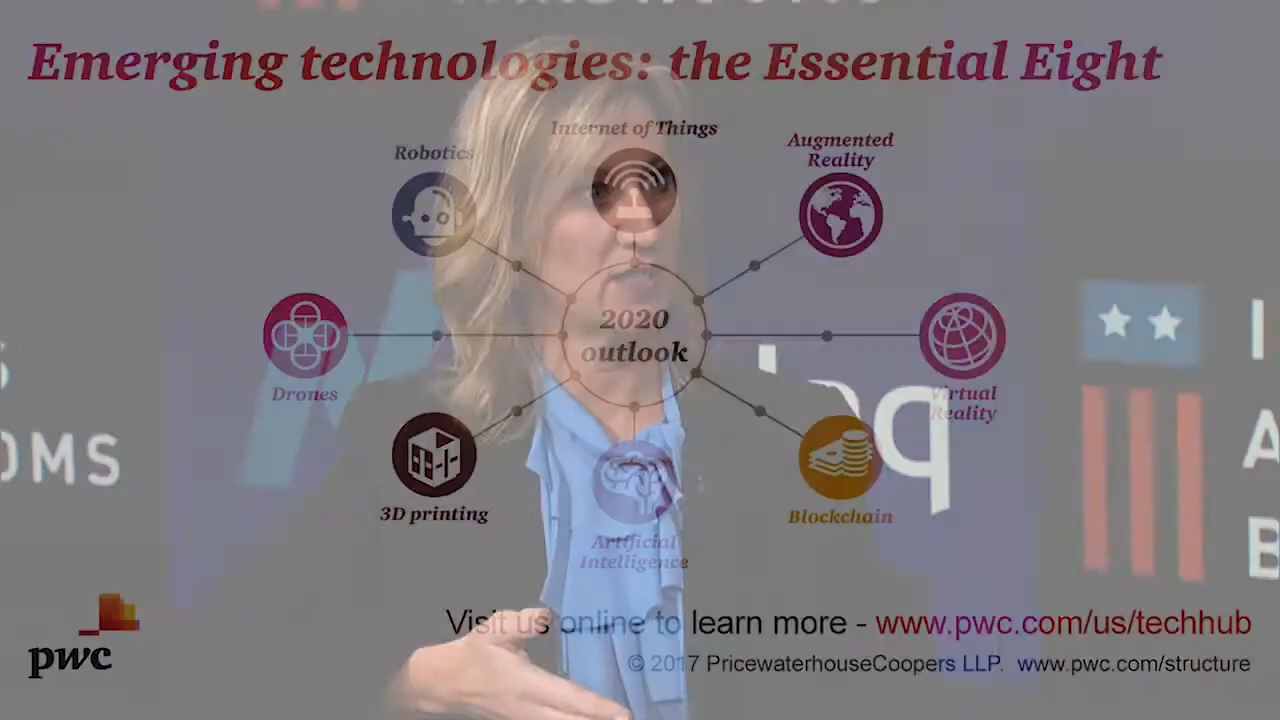 Emerging technologies: the Essential Eight
Internet of Things
Augmented
Reality
Robotics
2020
outlook
Drones
Virtual
Reality
3D printing
Blockchain
Artificial
Intelligence
OMS
Visit us online to learn more - www.pwc.com/us/techhub
pwc
© 2017 PricewaterhouseCoopers LLP. www.pwc.com/structure